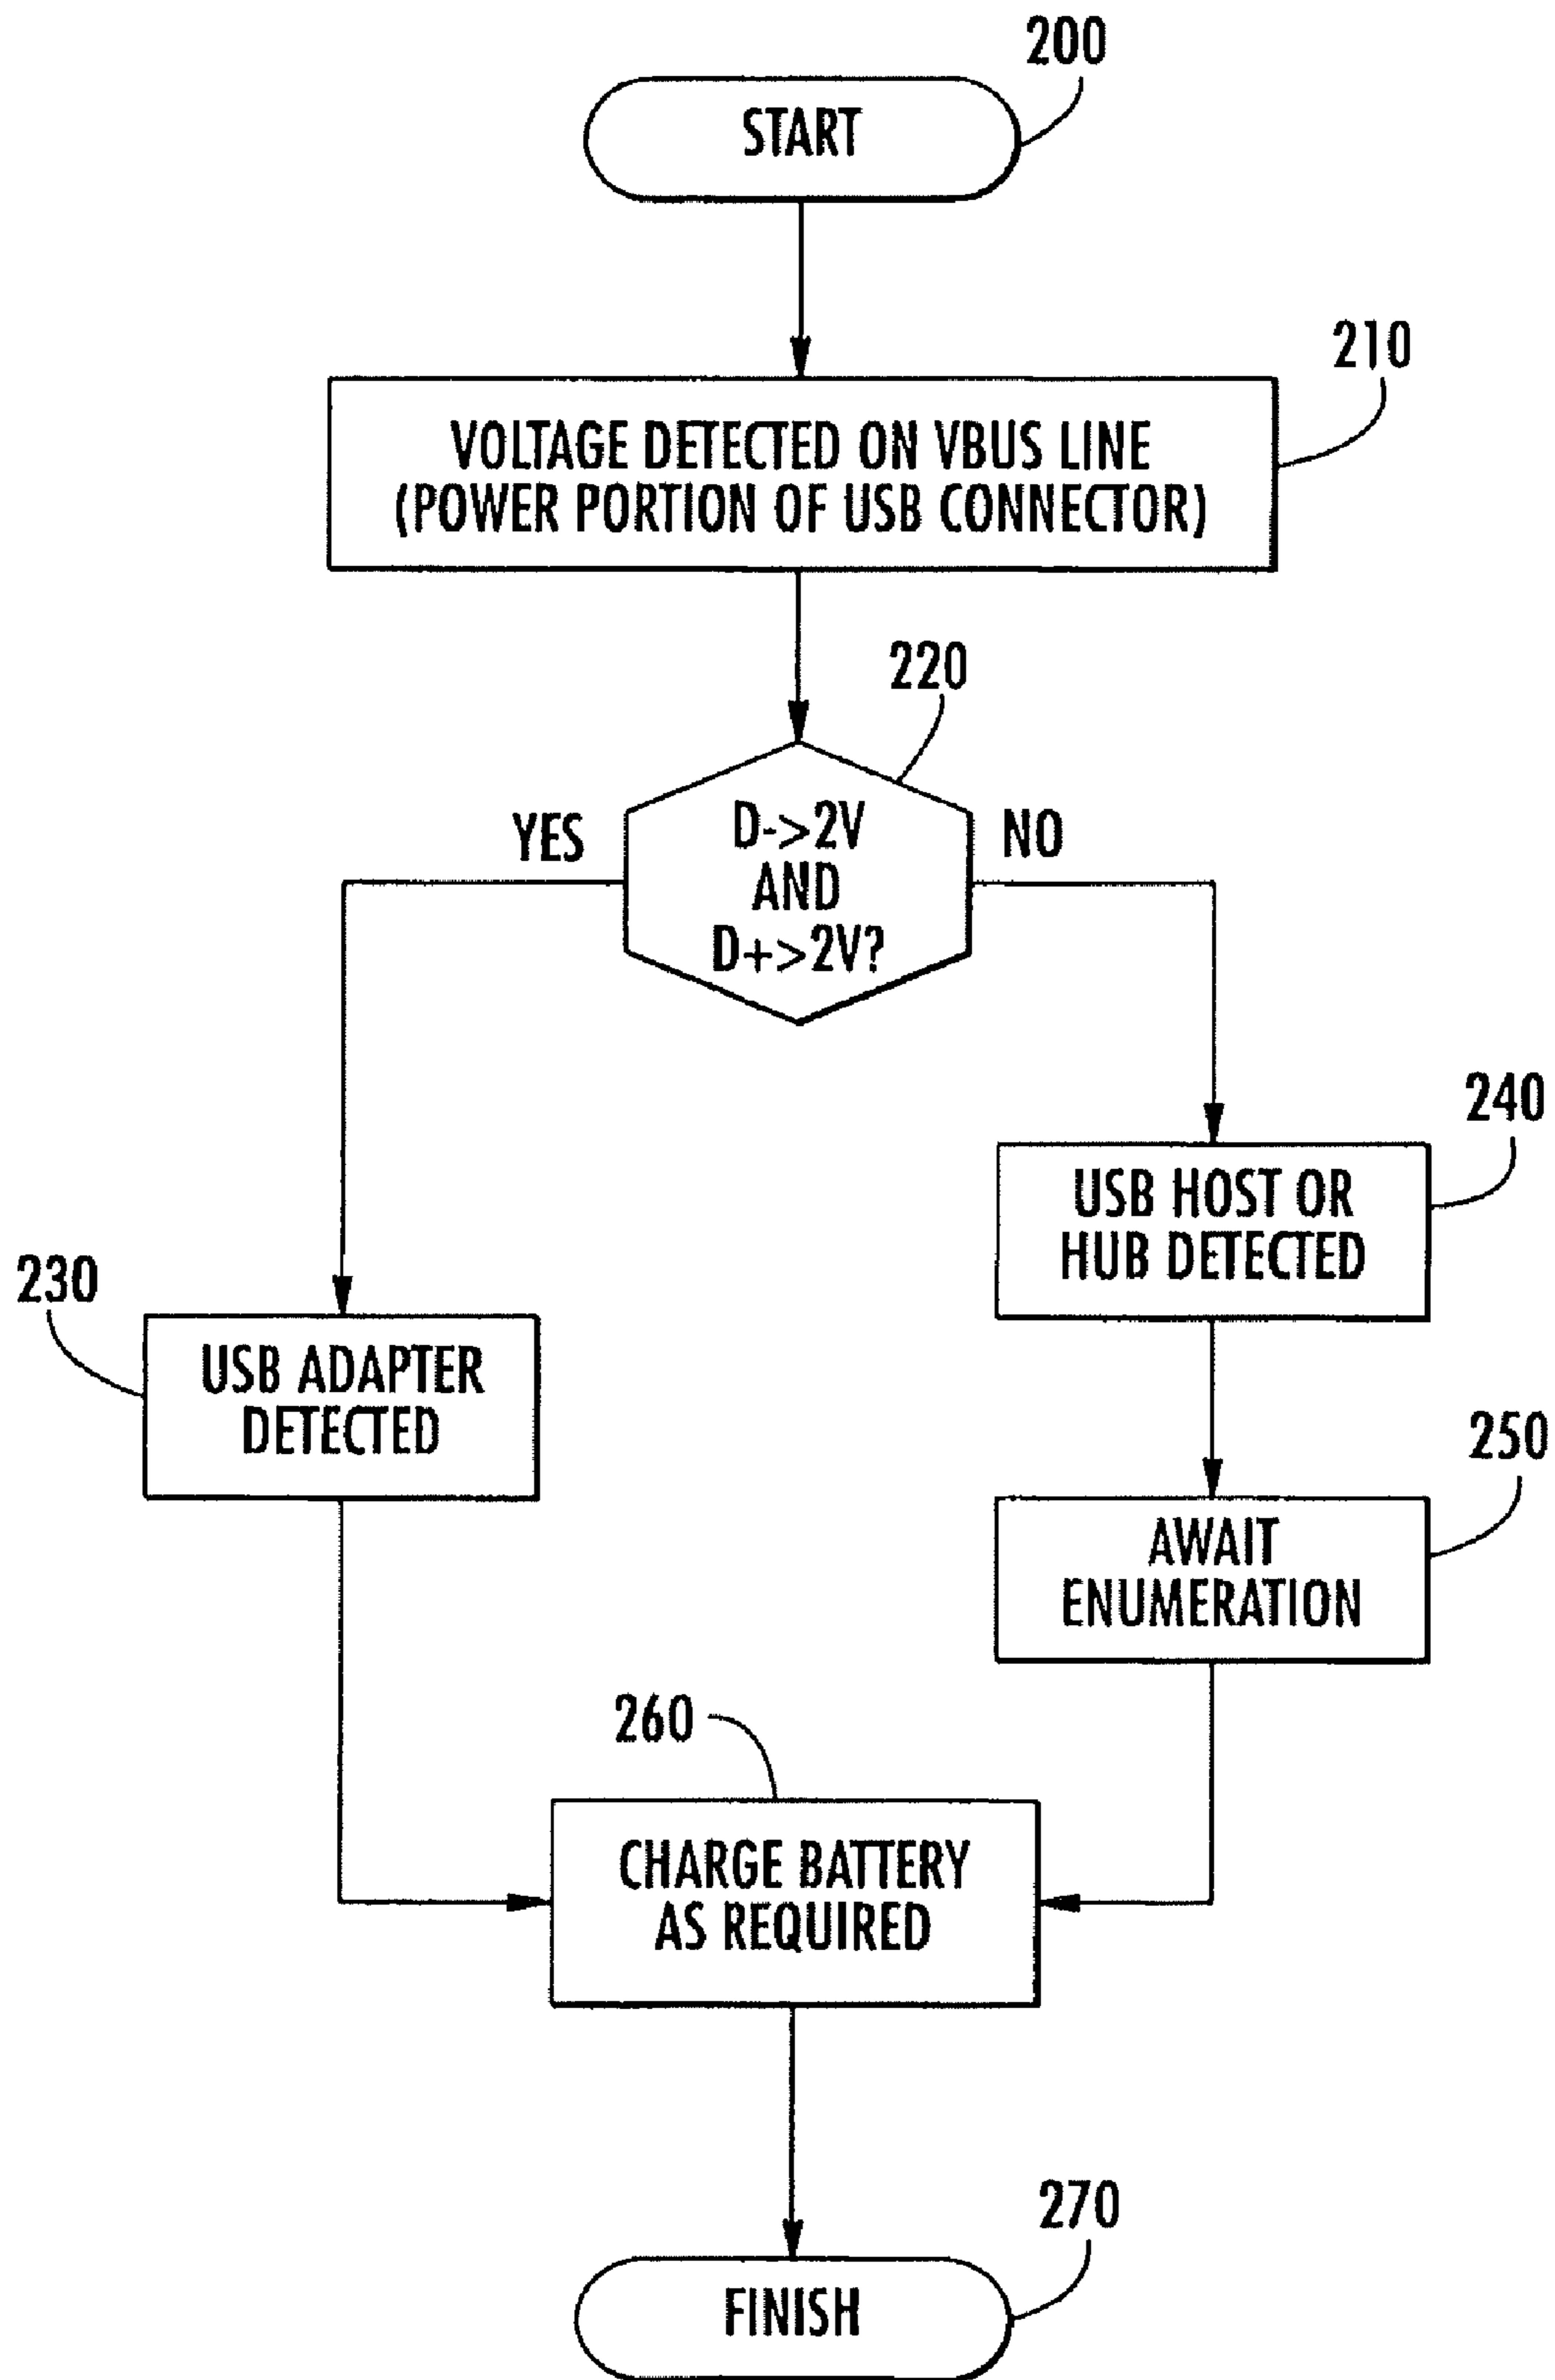 200
START
210
VOLTAGE DETECTED ON VBUS LINE
(POWER PORTION OF USB CONNECTOR)
220
YES
D->2V
AND
D+>2V?
NO
240
USB HOST OR
HUB DETECTED
230
USB ADAPTER
DETECTED
250
AWAIT
ENUMERATION
260
CHARGE BATTERY
AS REQUIRED
270
FINISH